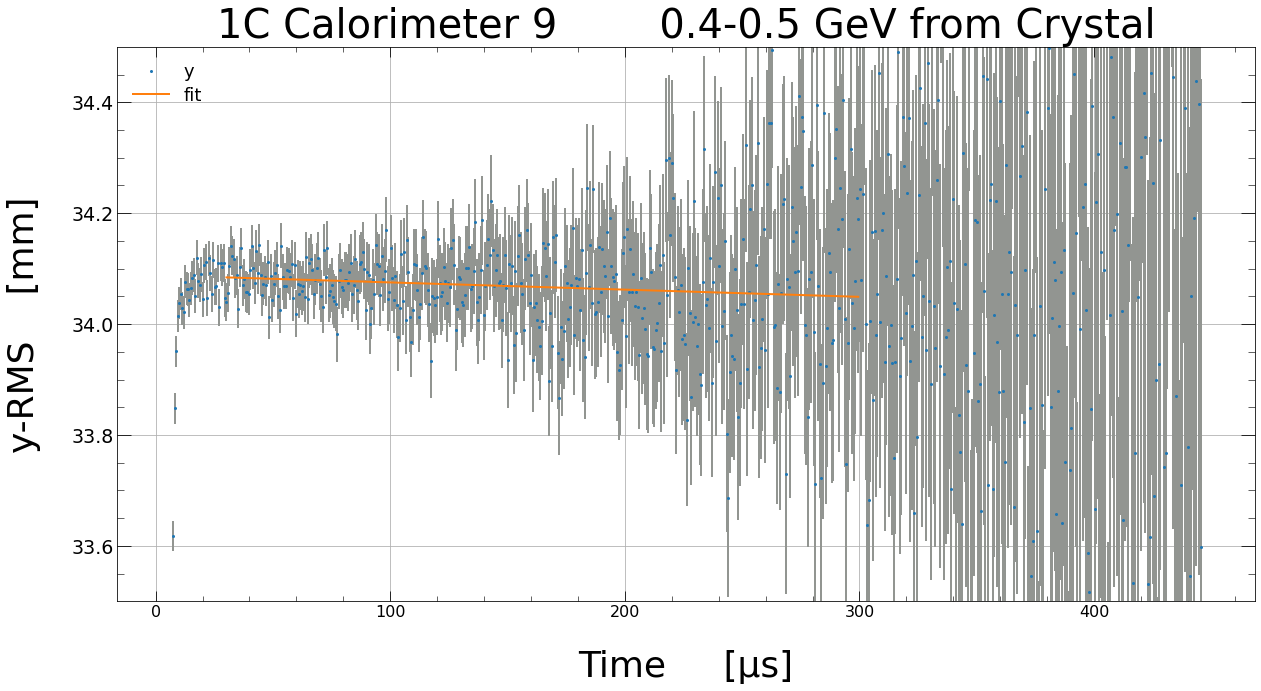 1C Calorimeter 9 0.4-0.5 GeV from Crystal
y
fit
34.4
34.2
34.0
33.8
33.6
y-RMS [mm]
0 100 200 300 400
Time [μs]